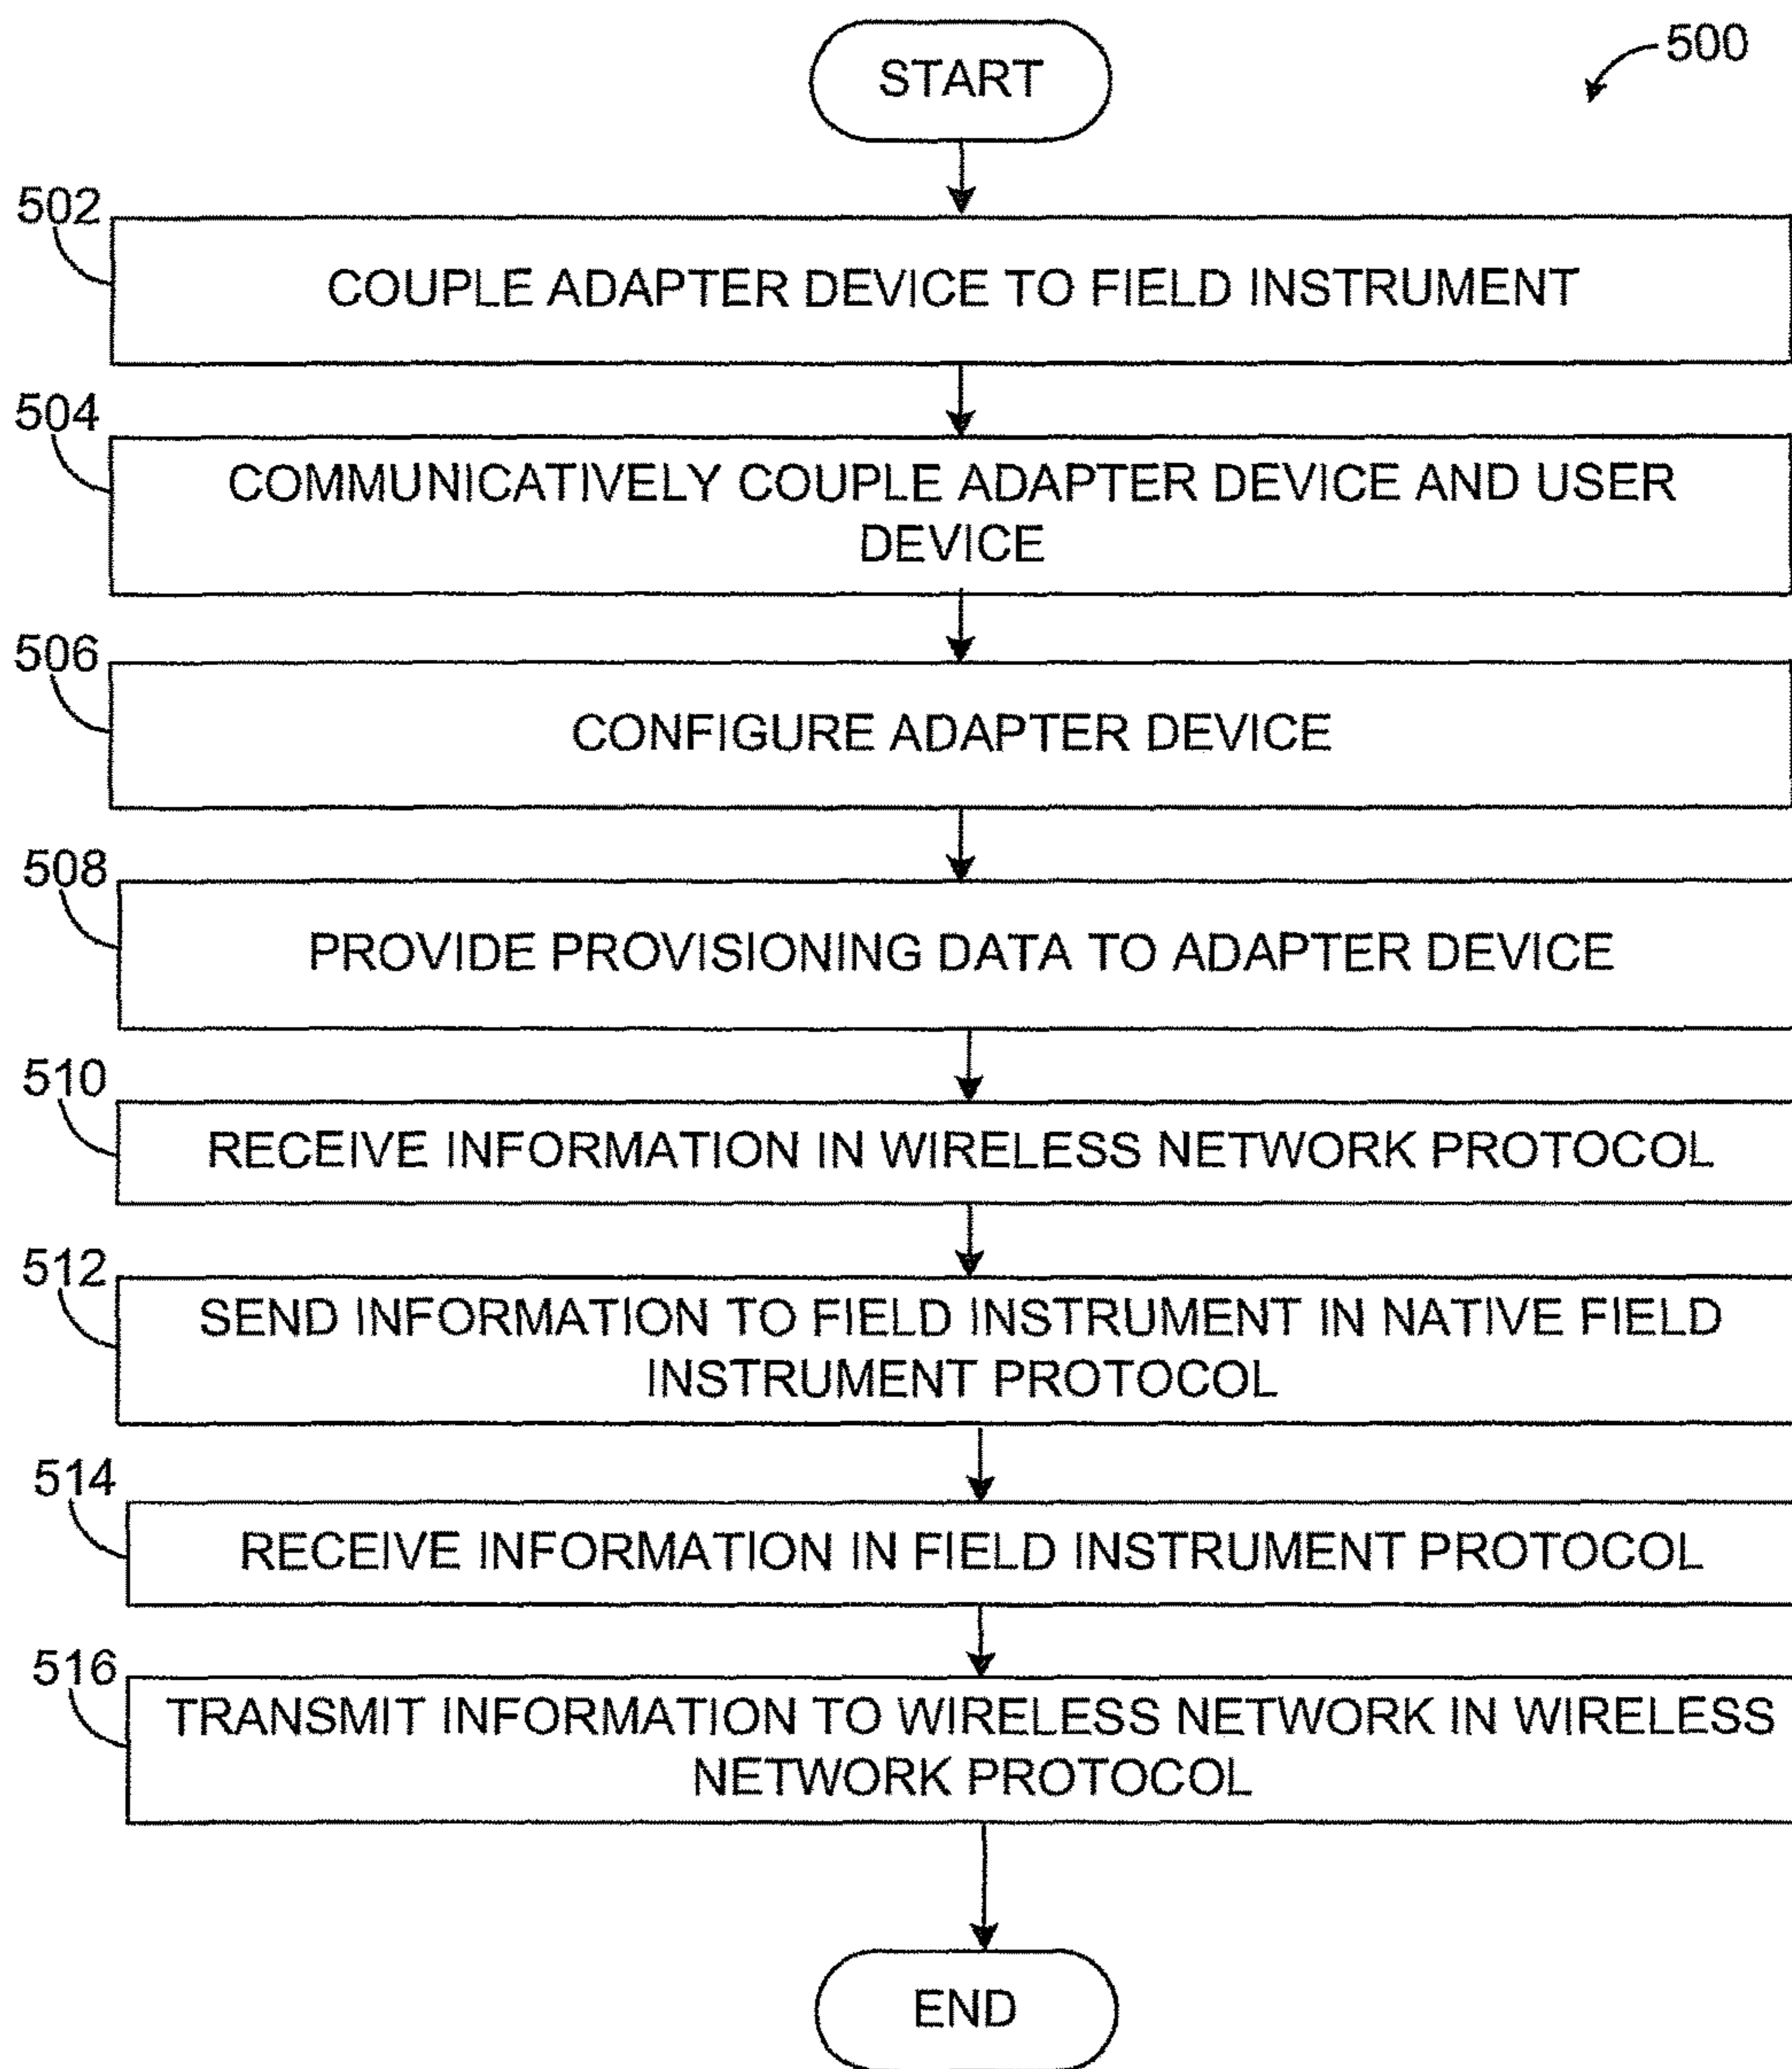 START
500
502
COUPLE ADAPTER DEVICE TO FIELD INSTRUMENT
504
COMMUNICATIVELY COUPLE ADAPTER DEVICE AND USER
DEVICE
506
CONFIGURE ADAPTER DEVICE
508
PROVIDE PROVISIONING DATA TO ADAPTER DEVICE
510
RECEIVE INFORMATION IN WIRELESS NETWORK PROTOCOL
512
SEND INFORMATION TO FIELD INSTRUMENT IN NATIVE FIELD
INSTRUMENT PROTOCOL
514
RECEIVE INFORMATION IN FIELD INSTRUMENT PROTOCOL
516
TRANSMIT INFORMATION TO WIRELESS NETWORK IN WIRELESS
NETWORK PROTOCOL
END